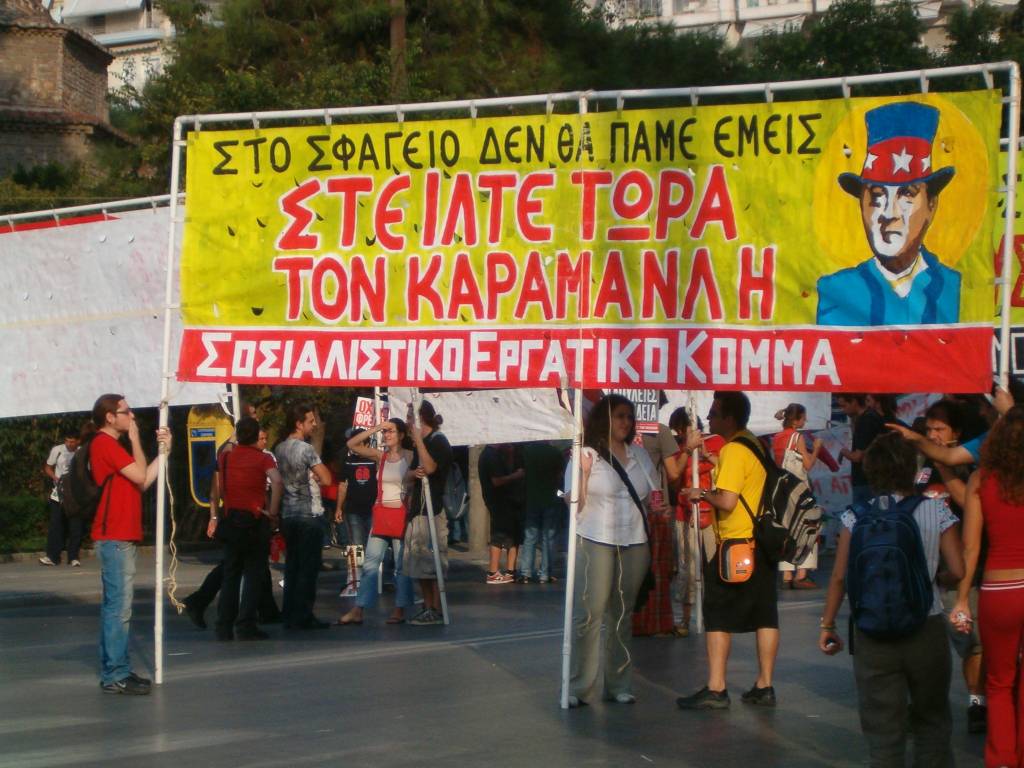 ΣΤΟ ΣΦΑΓΕΙΟ ΔΕΝ ΘΑ ΠΑΜΕ ΕΜΕΙΣ
ΣΤΕΙΛΤΕ ΤΩΡΑ
ΤΟΝ ΚΑΡΑΜΑΝΛΗ
ΣΟΣΙΑΛΙΣΤΙΚΟ ΕΡΓΑΤΙΚΟ ΚΟΜΜΑ